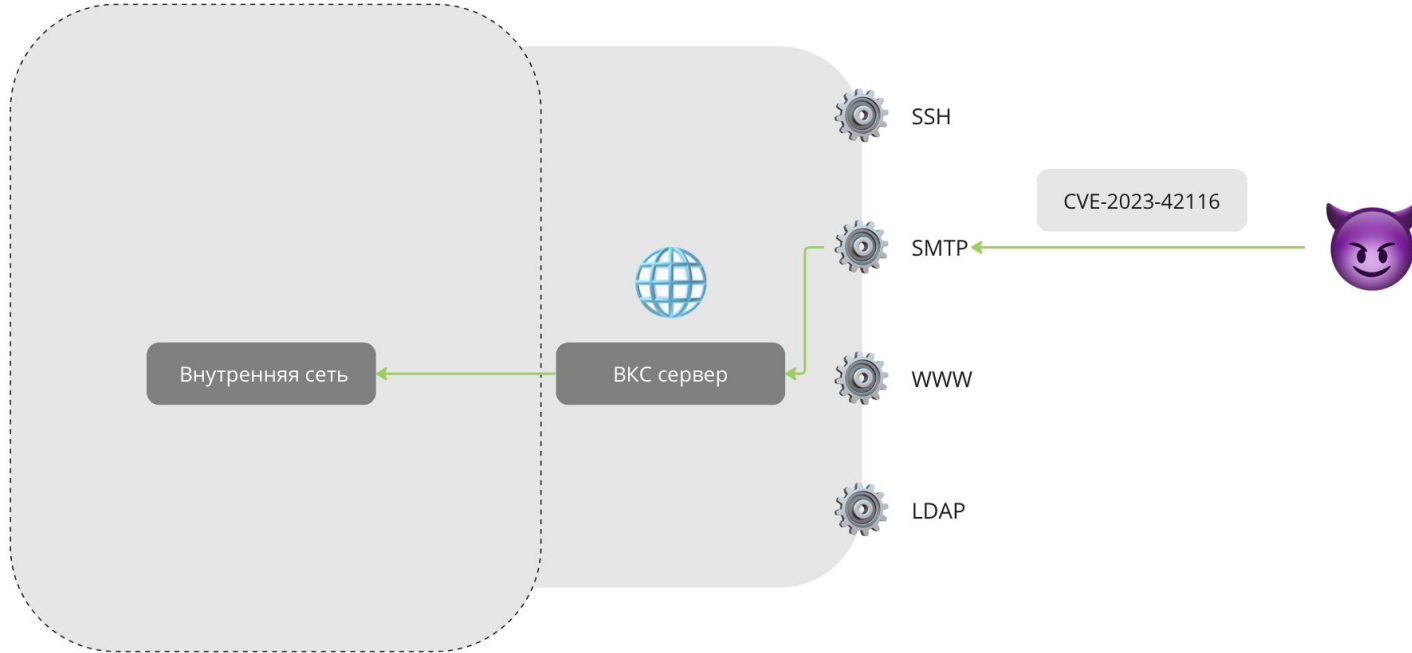 SSH
CVE-2023-42116
SMTP
Внутренняя сеть
ВКС сервер
WWW
LDAP